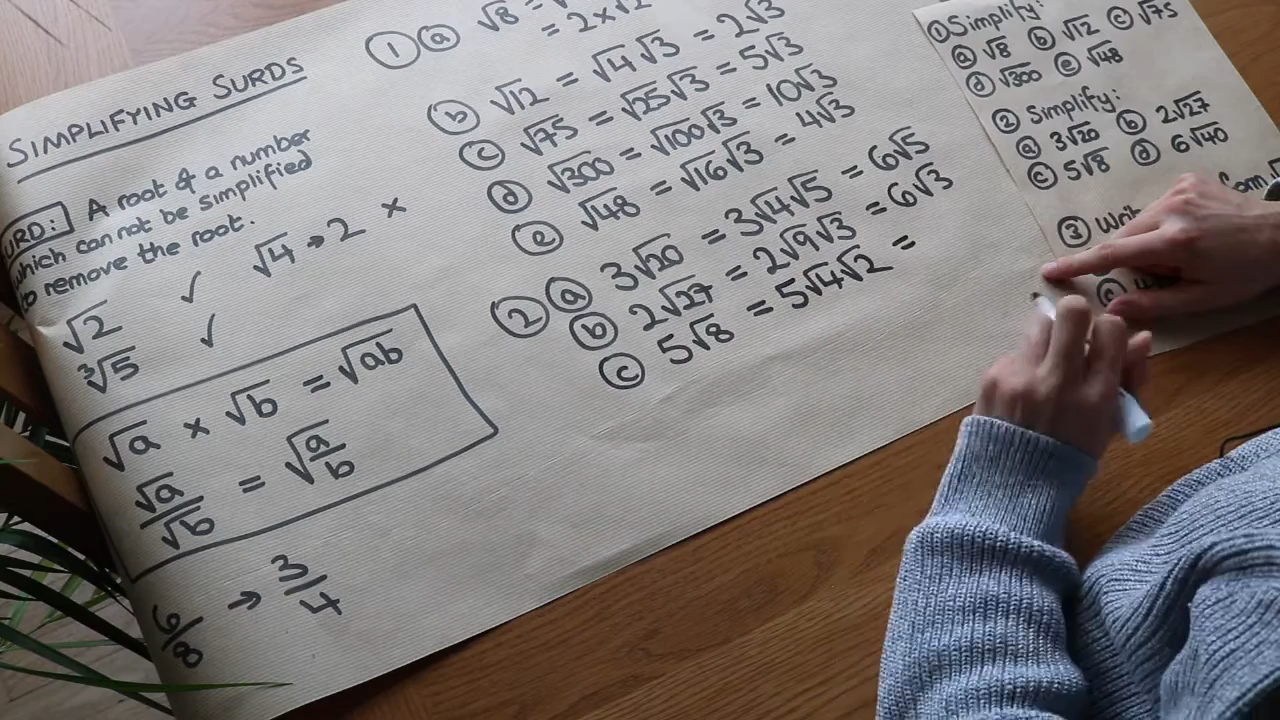 SIMPLIFYING SURDS
URD: A root of a number
which can not be simplified
to remove the root.
√2 ✓ √4 → 2 ×
∛5 ✓
√a × √b = √ab
√a/√b = √(a/b)
6/8 → 3/4
① ⓐ √8 = √
= 2×√2
ⓑ √12 = √4 √3 = 2√3
ⓒ √75 = √25 √3 = 5√3
ⓓ √300 = √100 √3 = 10√3
ⓔ √48 = √16 √3 = 4√3
② ⓐ 3√20 = 3√4 √5 = 6√5
ⓑ 2√27 = 2√9 √3 = 6√3
ⓒ 5√8 = 5√4 √2 =
① Simplify:
ⓐ √8 ⓑ √12 ⓒ √75
ⓓ √300 ⓔ √48
② Simplify:
ⓐ 3√20 ⓑ 2√27
ⓒ 5√8 ⓓ 6√40
③ Writ